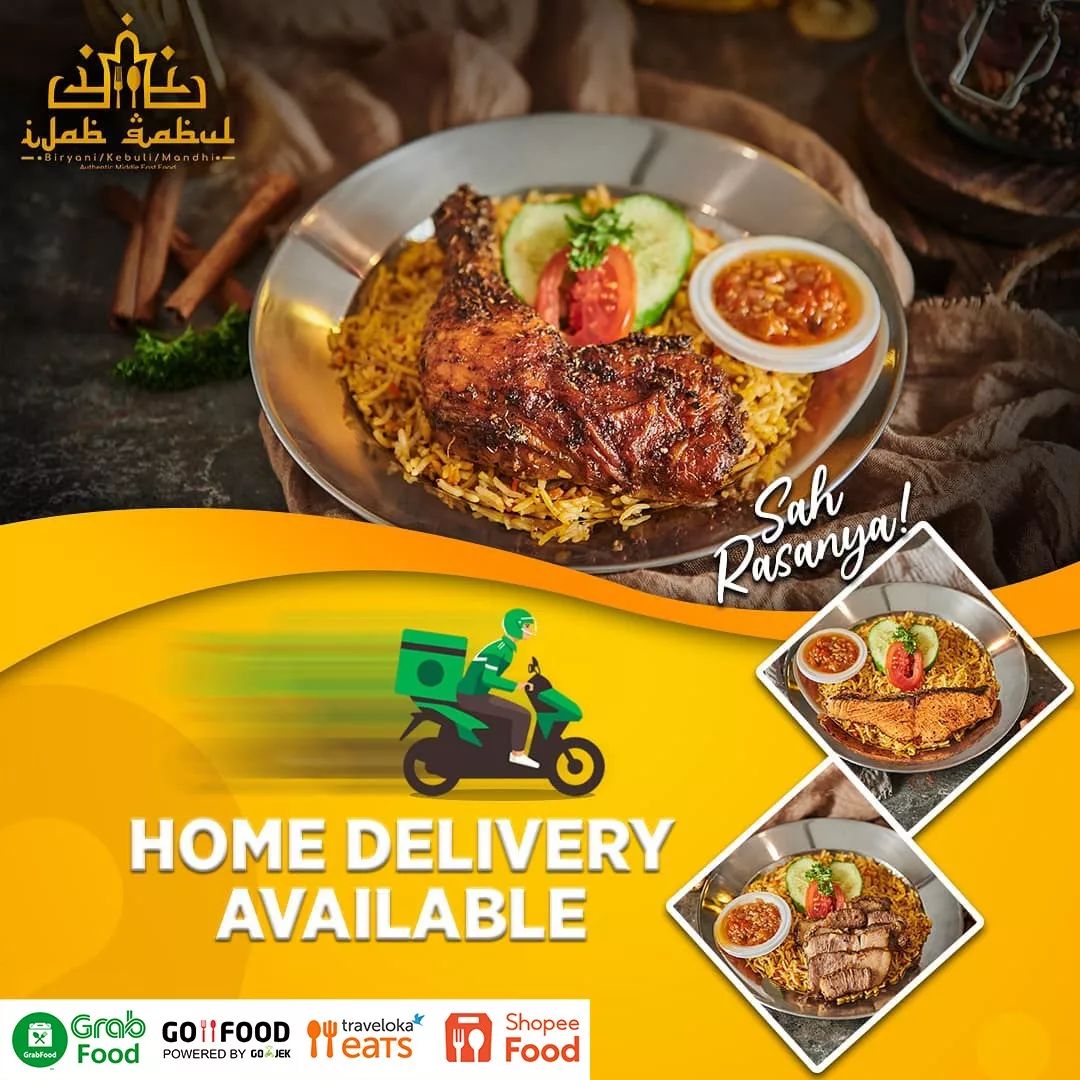 ijab qabul
Biryani/Kebuli/Mandhi
Authentic Middle East Food
Sah
Rasanya!
HOME DELIVERY
AVAILABLE
GrabFood
Grab
Food
GO FOOD
POWERED BY GOJEK
traveloka
eats
Shopee
Food